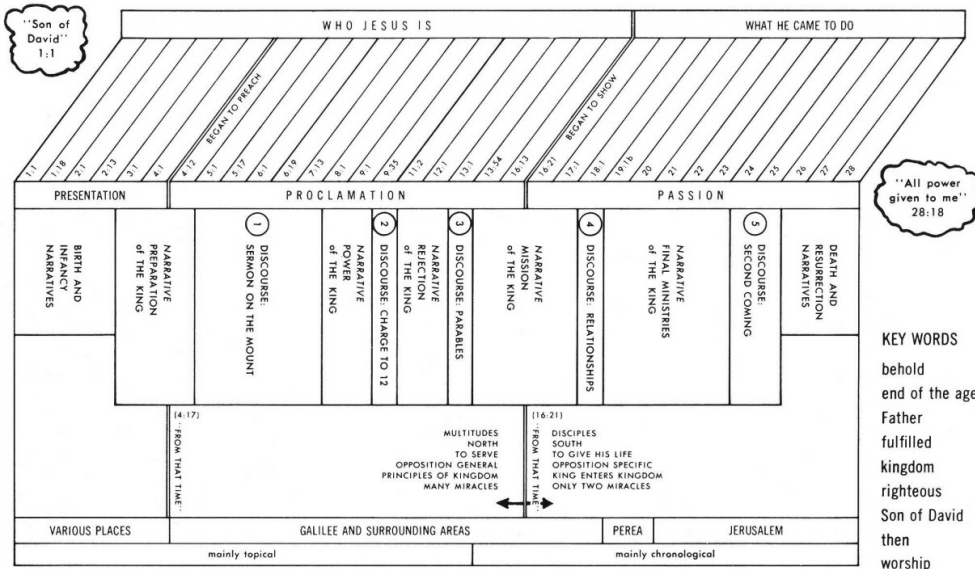 "Son of
David"
1:1
WHO JESUS IS
WHAT HE CAME TO DO
BEGAN TO PREACH
BEGAN TO SHOW
1:1
1:18
2:1
2:13
3:1
4:1
4:12
5:1
5:17
6:1
6:19
7:13
8:1
9:1
9:35
11:2
12:1
13:1
13:54
16:13
16:21
17:1
18:1
19:1b
20
21
22
23
24
25
26
27
28
"All power
given to me"
28:18
PRESENTATION
PROCLAMATION
PASSION
BIRTH AND
INFANCY
NARRATIVES
NARRATIVE
PREPARATION
of THE KING
1
DISCOURSE:
SERMON ON THE MOUNT
NARRATIVE
POWER
of THE KING
2
DISCOURSE: CHARGE TO 12
NARRATIVE
REJECTION
of THE KING
3
DISCOURSE: PARABLES
NARRATIVE
MISSION
of THE KING
4
DISCOURSE: RELATIONSHIPS
NARRATIVE
FINAL MINISTRIES
of THE KING
5
DISCOURSE:
SECOND COMING
DEATH AND
RESURRECTION
NARRATIVES
(4:17)
"FROM THAT TIME"
MULTITUDES
NORTH
TO SERVE
OPPOSITION GENERAL
PRINCIPLES OF KINGDOM
MANY MIRACLES
(16:21)
"FROM THAT TIME"
DISCIPLES
SOUTH
TO GIVE HIS LIFE
OPPOSITION SPECIFIC
KING ENTERS KINGDOM
ONLY TWO MIRACLES
VARIOUS PLACES
GALILEE AND SURROUNDING AREAS
PEREA
JERUSALEM
mainly topical
mainly chronological
KEY WORDS
behold
end of the age
Father
fulfilled
kingdom
righteous
Son of David
then
worship